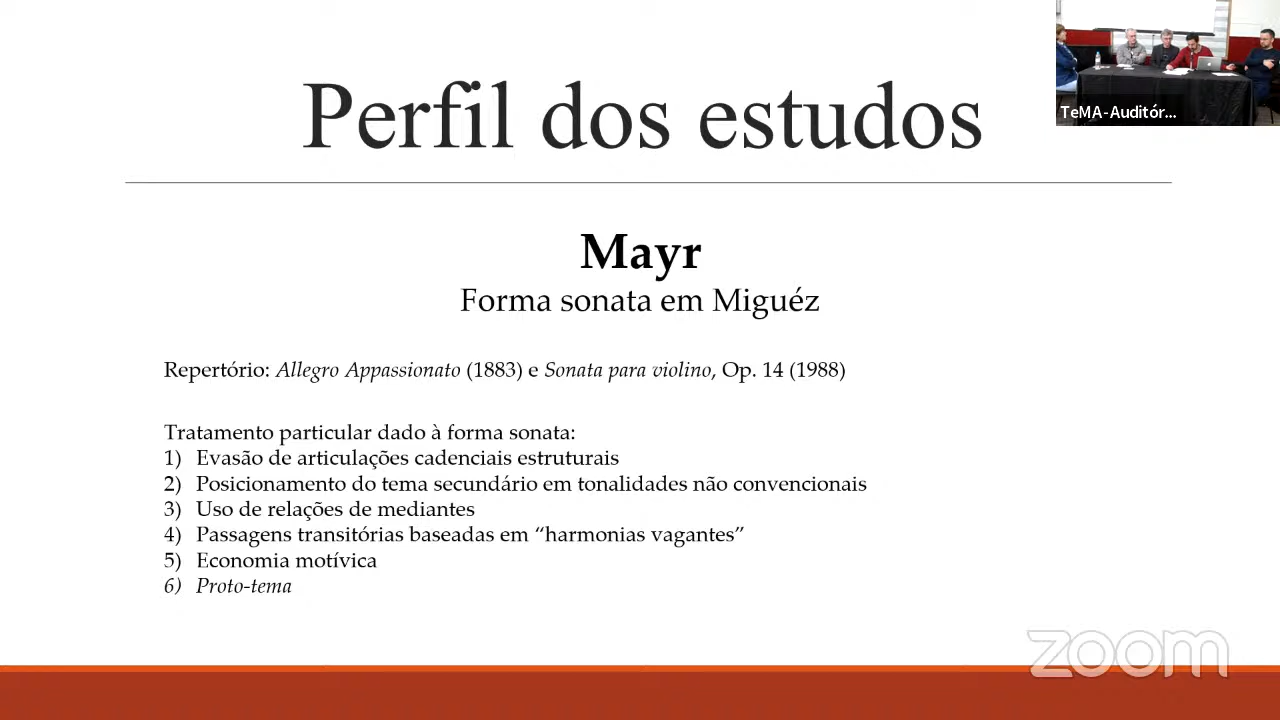 Perfil dos estudos
TeMA-Auditór...
Mayr
Forma sonata em Miguéz
Repertório: Allegro Appassionato (1883) e Sonata para violino, Op. 14 (1988)
Tratamento particular dado à forma sonata:
1) Evasão de articulações cadenciais estruturais
2) Posicionamento do tema secundário em tonalidades não convencionais
3) Uso de relações de mediantes
4) Passagens transitórias baseadas em “harmonias vagantes”
5) Economia motívica
6) Proto-tema
zoom